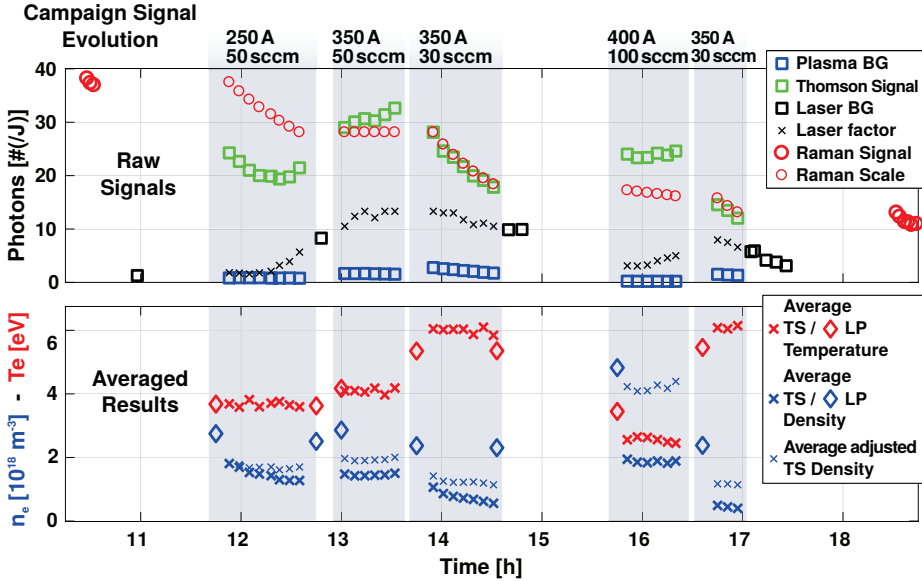 Campaign Signal
Evolution
250 A
50 sccm
350 A
50 sccm
350 A
30 sccm
400 A
100 sccm
350 A
30 sccm
Photons [#(/J)]
40
30
20
10
0
Raw
Signals
Plasma BG
Thomson Signal
Laser BG
Laser factor
Raman Signal
Raman Scale
nₑ [10¹⁸ m⁻³] - Te [eV]
6
4
2
0
Averaged
Results
Average
TS / LP
Temperature
Average
TS / LP
Density
Average adjusted
TS Density
11 12 13 14 15 16 17 18
Time [h]